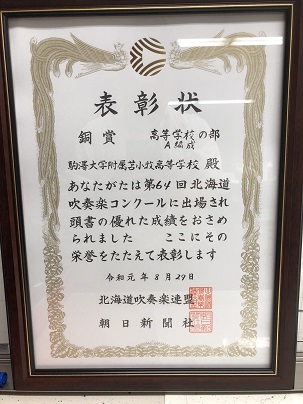 表彰状
銅賞 高等学校の部
A編成
駒澤大学附属苫小牧高等学校 殿
あなたがたは第64回北海道
吹奏楽コンクールに出場され
頭書の優れた成績をおさめ
られました ここにその
栄誉をたたえて表彰します
令和元年8月29日
北海道吹奏楽連盟
朝日新聞社